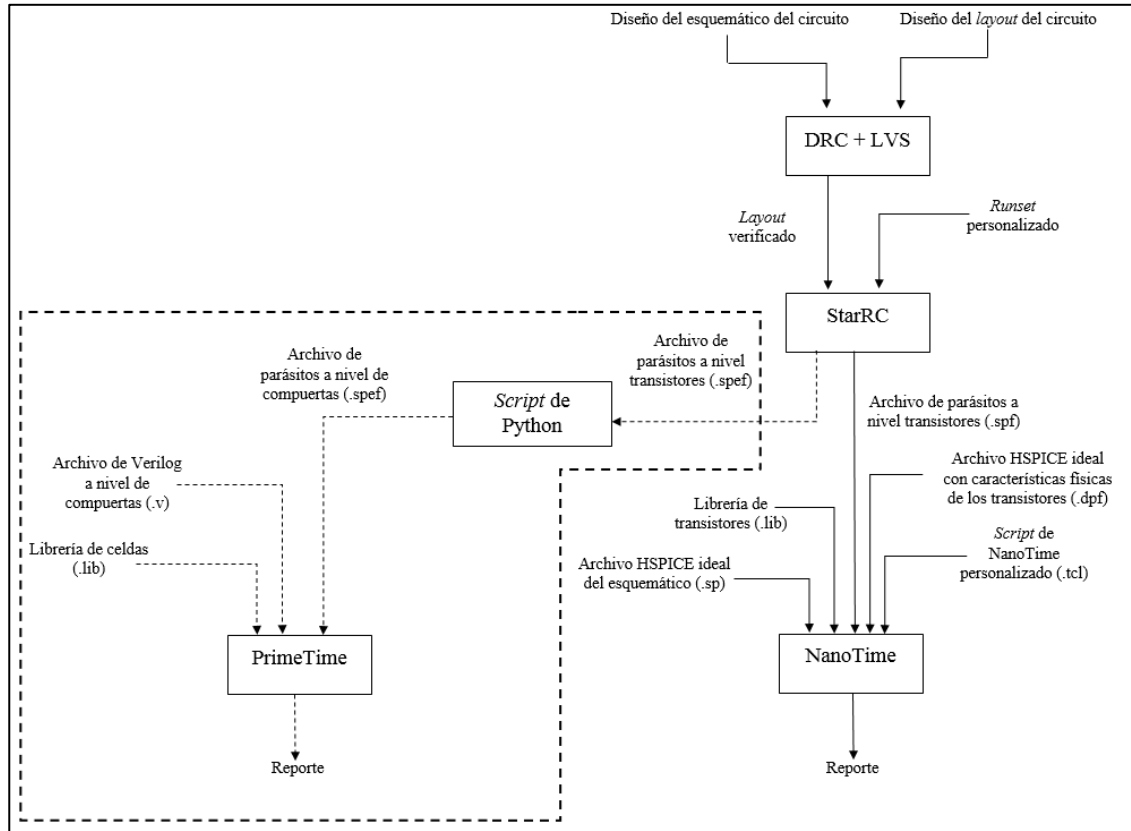 Diseño del esquemático del circuito
Diseño del layout del circuito
DRC + LVS
Layout
verificado
Runset
personalizado
StarRC
Archivo de
parásitos a nivel de
compuertas (.spef)
Archivo de
parásitos a nivel
transistores (.spef)
Script de
Python
Archivo de parásitos a
nivel transistores (.spf)
Archivo de Verilog
a nivel de
compuertas (.v)
Librería de celdas
(.lib)
Archivo HSPICE ideal
con características físicas
de los transistores (.dpf)
Librería de
transistores (.lib)
Script de
NanoTime
personalizado (.tcl)
Archivo HSPICE ideal
del esquemático (.sp)
PrimeTime
NanoTime
Reporte
Reporte